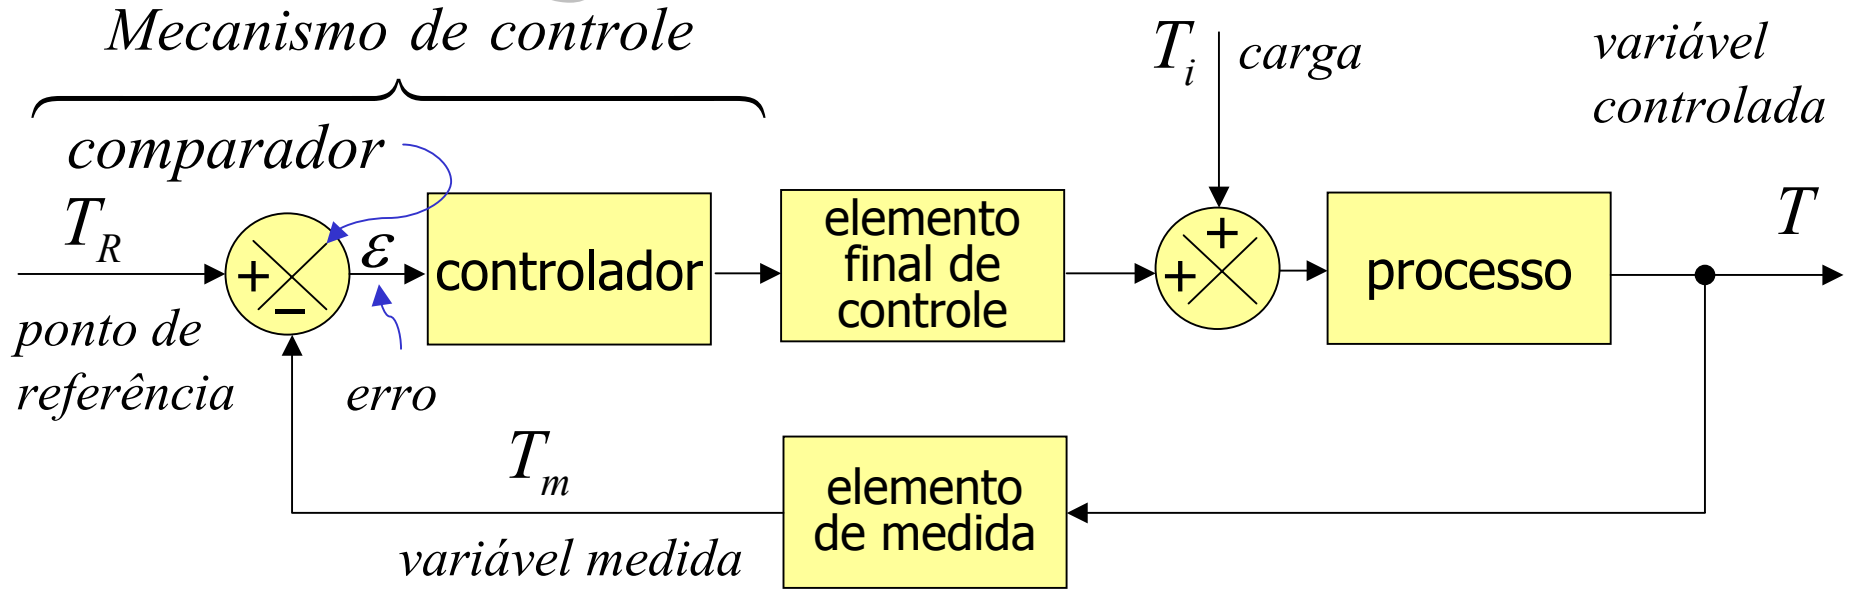 Mecanismo de controle
T_i carga
variável
controlada
comparador
T_R
+
−
ε
controlador
elemento
final de
controle
+
+
processo
T
ponto de
referência
erro
T_m
elemento
de medida
variável medida